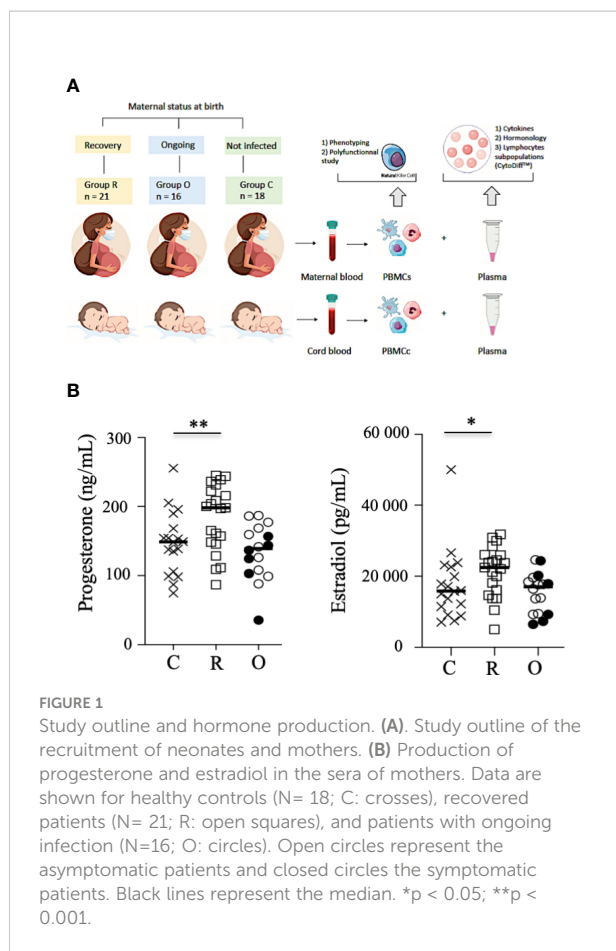 A
Maternal status at birth
Recovery
Ongoing
Not infected
Group R
n = 21
Group O
n = 16
Group C
n = 18
1) Phenotyping
2) Polyfunctionnal
study
Natural Killer Cell
1) Cytokines
2) Hormonology
3) Lymphocytes
subpopulations
(CytoDiff™)
Maternal blood
PBMCs
+
Plasma
Cord blood
PBMCc
+
Plasma
B
Progesterone (ng/mL)
300
200
100
0
**
C
R
O
Estradiol (pg/mL)
60 000
40 000
20 000
0
*
C
R
O
FIGURE 1
Study outline and hormone production. (A). Study outline of the
recruitment of neonates and mothers. (B) Production of
progesterone and estradiol in the sera of mothers. Data are
shown for healthy controls (N= 18; C: crosses), recovered
patients (N= 21; R: open squares), and patients with ongoing
infection (N=16; O: circles). Open circles represent the
asymptomatic patients and closed circles the symptomatic
patients. Black lines represent the median. *p < 0.05; **p <
0.001.